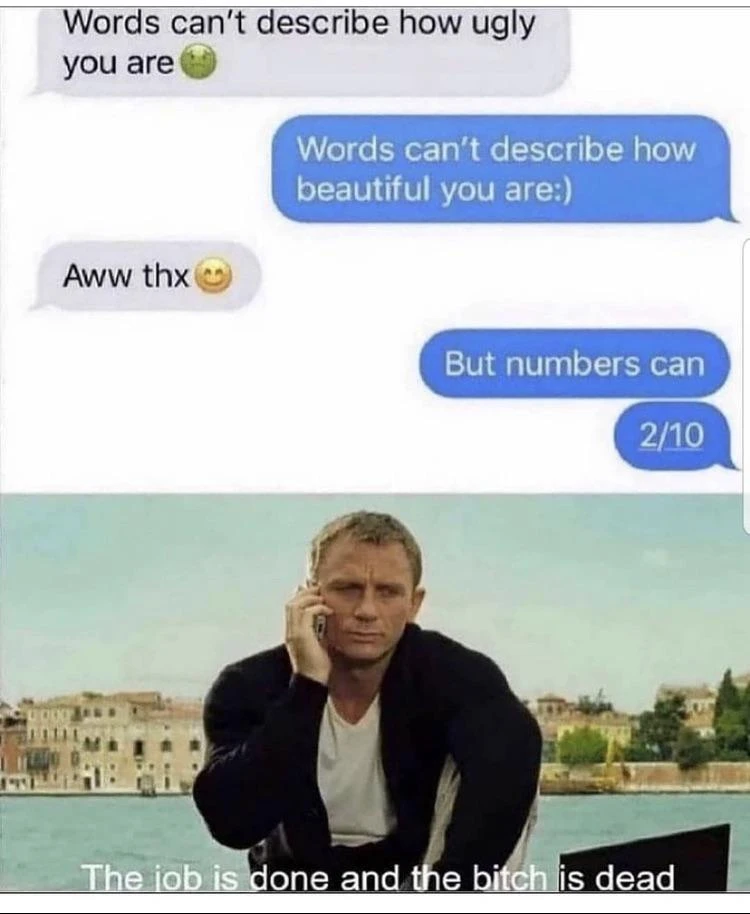 Words can't describe how ugly
you are🤢
Words can't describe how
beautiful you are:)
Aww thx😊
But numbers can
2/10
The job is done and the bitch is dead